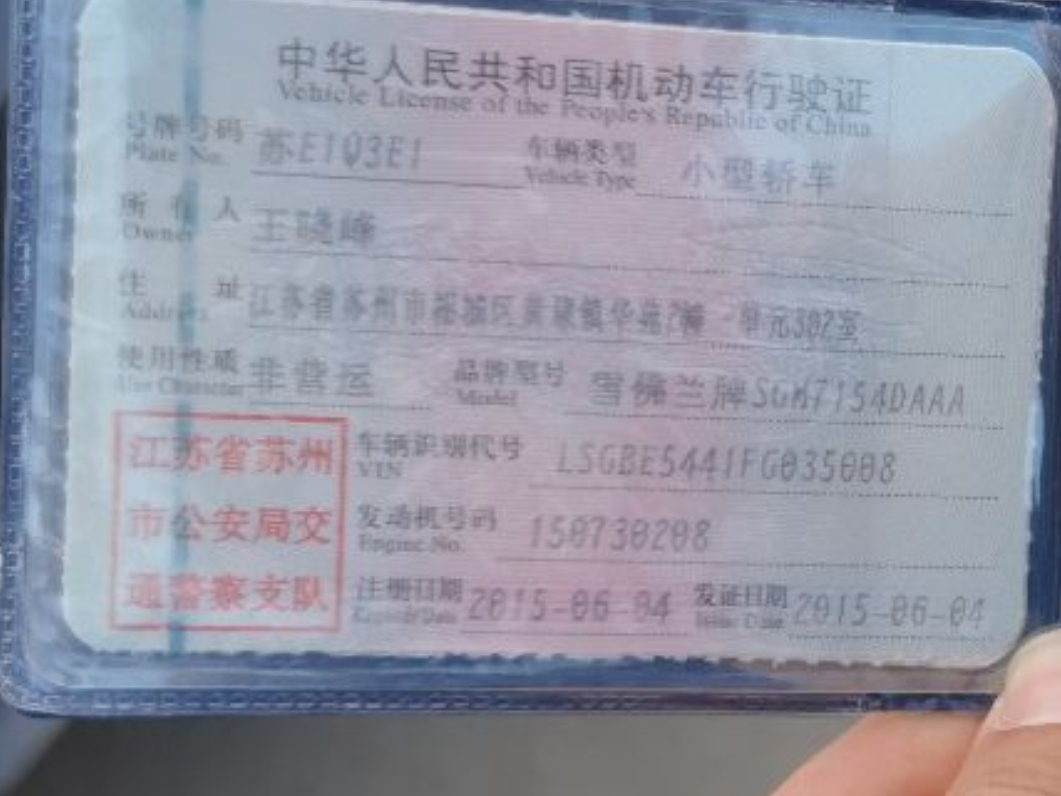 中华人民共和国机动车行驶证
Vehicle License of the People's Republic of China
号牌号码 苏E1Q3E1 车辆类型 小型轿车
Plate No. Vehicle Type
所有人 王晓峰
Owner
住址 江苏省苏州市相城区黄埭镇华苑7幢一单元302室
Address
使用性质 非营运 品牌型号 雪佛兰牌SGM7154DAAA
Use Character Model
江苏省苏州 车辆识别代号 LSGBE5441FG035008
VIN
市公安局交 发动机号码 150730208
Engine No.
通警察支队 注册日期 2015-06-04 发证日期 2015-06-04
Issue Date